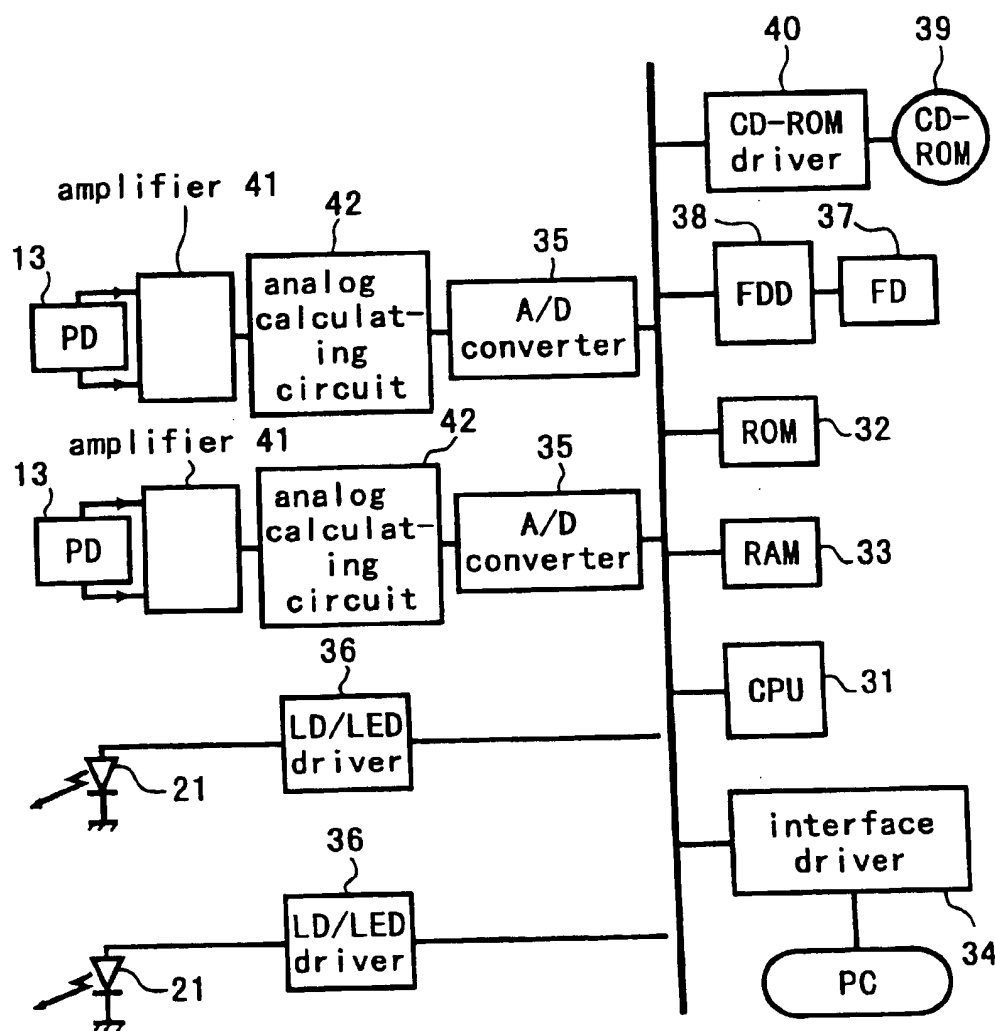 39
40
CD-ROM
driver
CD-
ROM
amplifier 41
42
38
37
13
35
PD
analog
calculat-
ing
circuit
A/D
converter
FDD
FD
amplifier 41
42
ROM
32
13
35
PD
analog
calculat-
ing
circuit
A/D
converter
RAM
33
36
LD/LED
driver
CPU
31
21
36
interface
driver
LD/LED
driver
34
21
PC